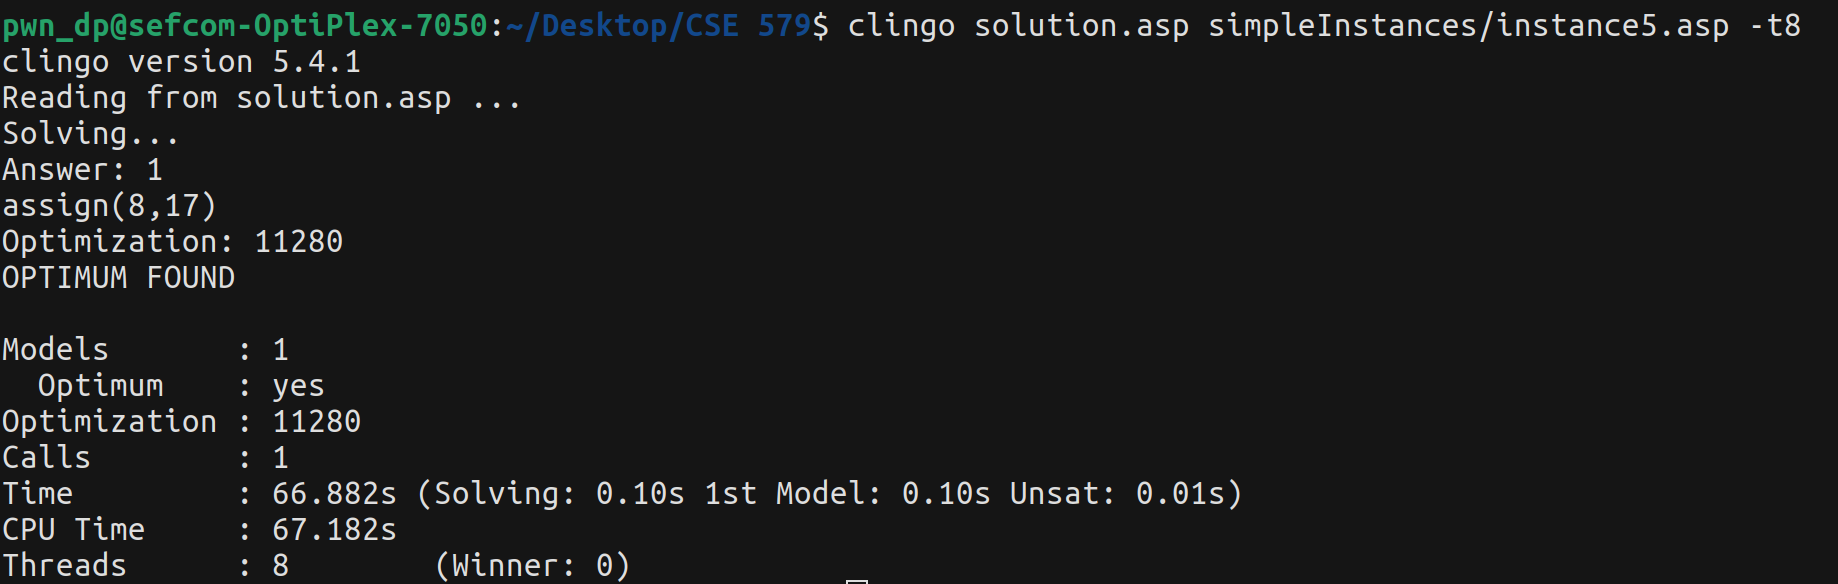 pwn_dp@sefcom-OptiPlex-7050:~/Desktop/CSE 579$ clingo solution.asp simpleInstances/instance5.asp -t8
clingo version 5.4.1
Reading from solution.asp ...
Solving...
Answer: 1
assign(8,17)
Optimization: 11280
OPTIMUM FOUND

Models       : 1
  Optimum    : yes
Optimization : 11280
Calls        : 1
Time         : 66.882s (Solving: 0.10s 1st Model: 0.10s Unsat: 0.01s)
CPU Time     : 67.182s
Threads      : 8        (Winner: 0)